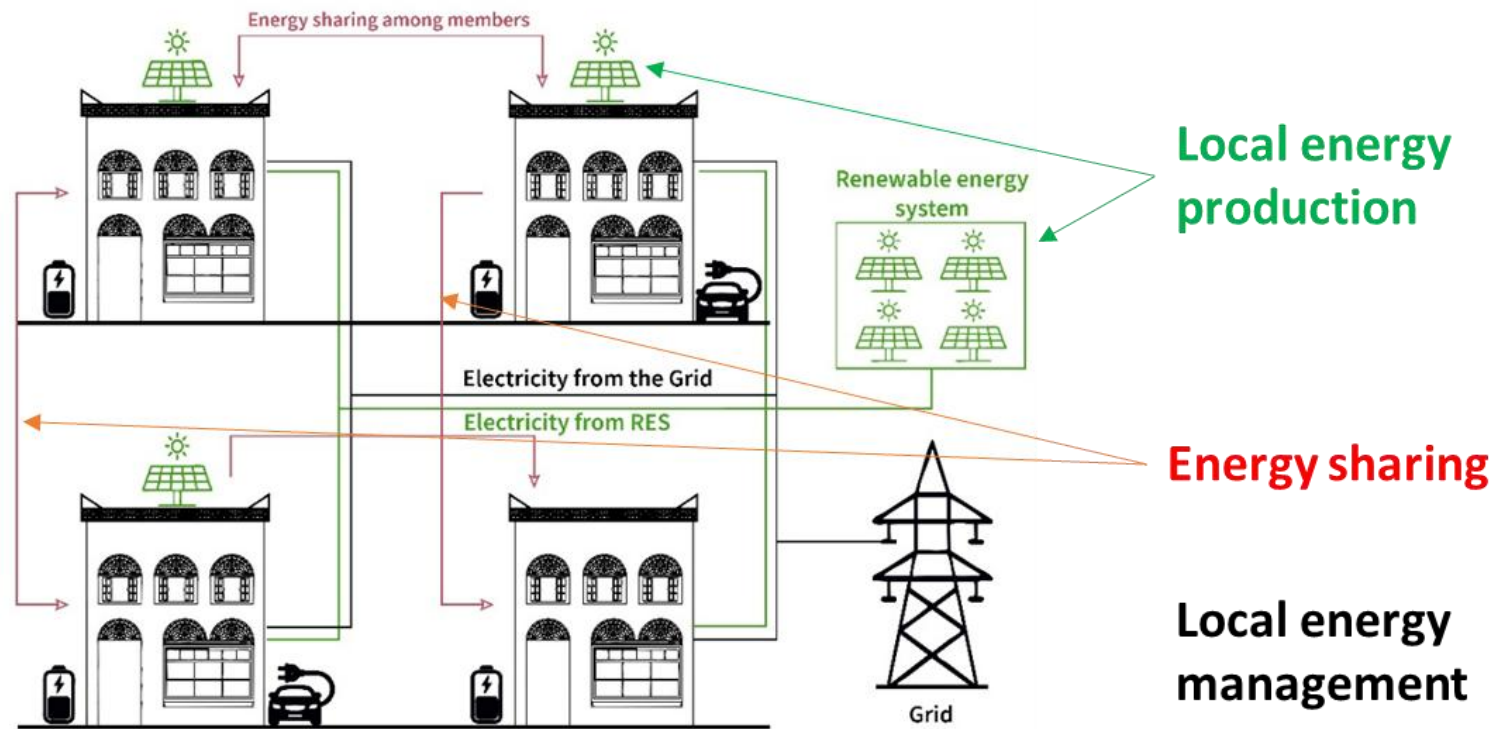 Energy sharing among members
Local energy
production
Renewable energy
system
Electricity from the Grid
Electricity from RES
Energy sharing
Local energy
management
Grid